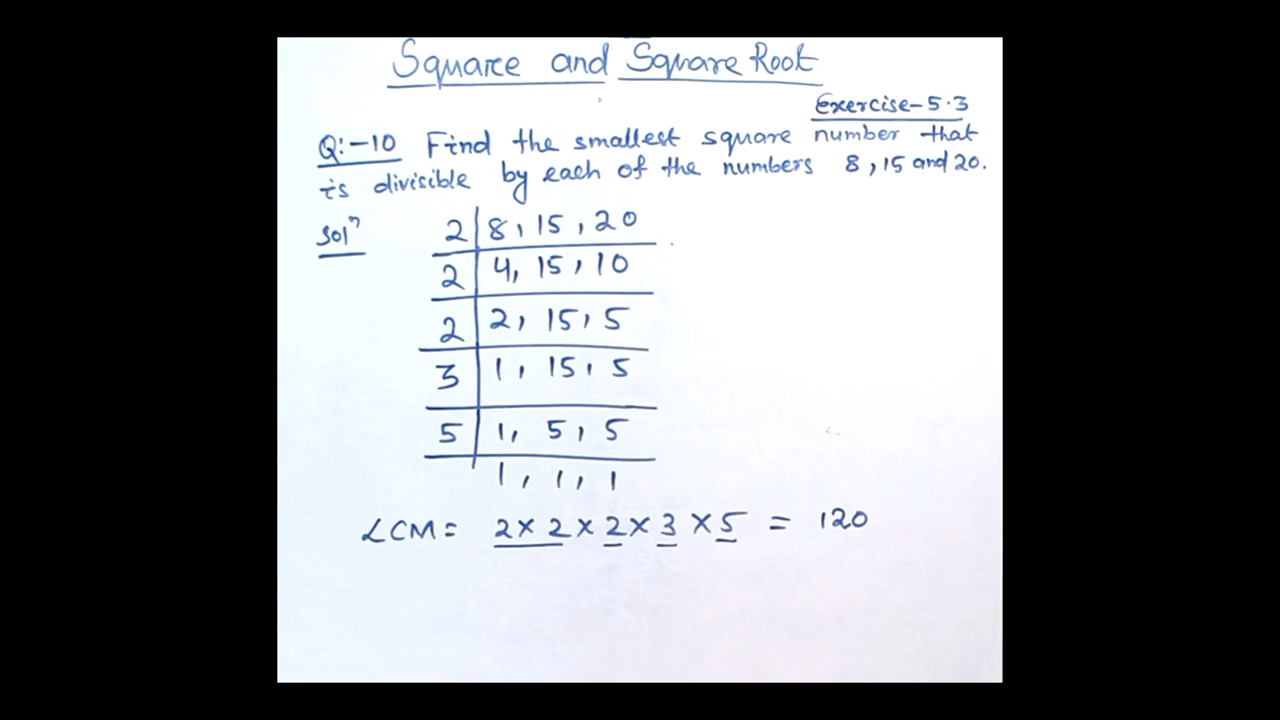 Square and Square Root
Exercise-5.3
Q:-10 Find the smallest square number that
is divisible by each of the numbers 8, 15 and 20.
Solⁿ
2 | 8, 15, 20
2 | 4, 15, 10
2 | 2, 15, 5
3 | 1, 15, 5
5 | 1, 5, 5
1, 1, 1
LCM = 2 × 2 × 2 × 3 × 5 = 120